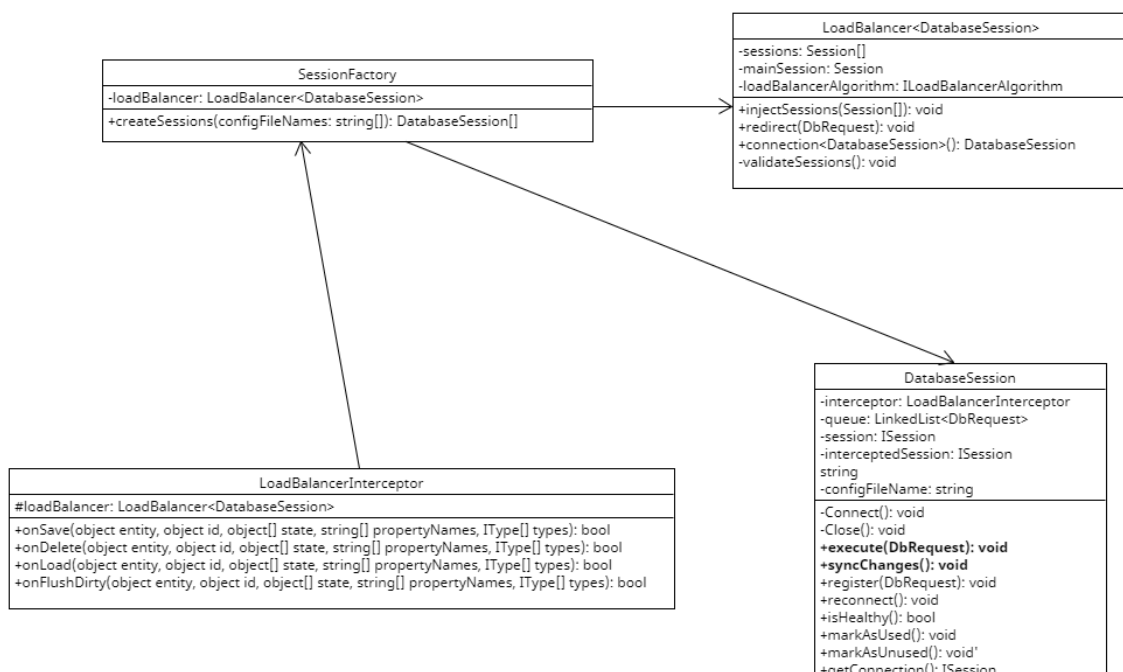 LoadBalancer<DatabaseSession>
-sessions: Session[]
-mainSession: Session
-loadBalancerAlgorithm: ILoadBalancerAlgorithm
+injectSessions(Session[]): void
+redirect(DbRequest): void
+connection<DatabaseSession>(): DatabaseSession
-validateSessions(): void
SessionFactory
-loadBalancer: LoadBalancer<DatabaseSession>
+createSessions(configFileNames: string[]): DatabaseSession[]
DatabaseSession
-interceptor: LoadBalancerInterceptor
-queue: LinkedList<DbRequest>
-session: ISession
-interceptedSession: ISession
string
-configFileName: string
-Connect(): void
-Close(): void
+execute(DbRequest): void
+syncChanges(): void
+register(DbRequest): void
+reconnect(): void
+isHealthy(): bool
+markAsUsed(): void
+markAsUnused(): void'
+getConnection(): ISession
LoadBalancerInterceptor
#loadBalancer: LoadBalancer<DatabaseSession>
+onSave(object entity, object id, object[] state, string[] propertyNames, IType[] types): bool
+onDelete(object entity, object id, object[] state, string[] propertyNames, IType[] types): bool
+onLoad(object entity, object id, object[] state, string[] propertyNames, IType[] types): bool
+onFlushDirty(object entity, object id, object[] state, string[] propertyNames, IType[] types): bool